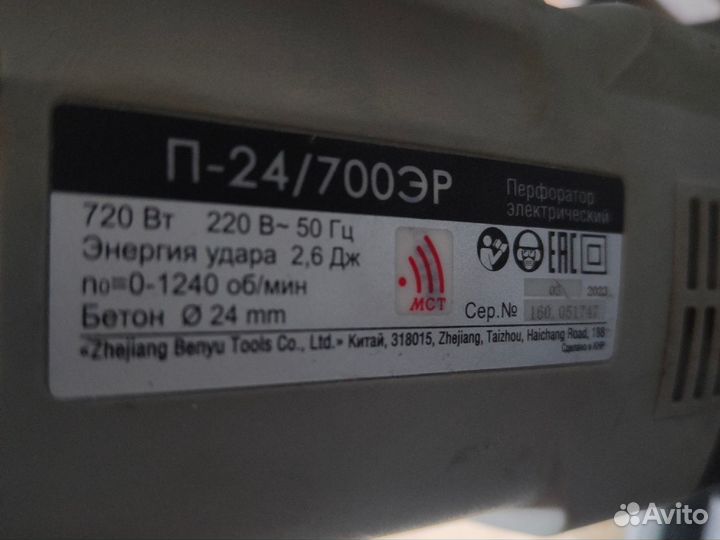 П-24/700ЭР
Перфоратор
электрический
720 Вт 220 В~ 50 Гц
Энергия удара 2,6 Дж
n₀=0-1240 об/мин
Бетон Ø 24 mm
МСТ
EAC
05 2023
Сер.№ 160.051747
«Zhejiang Benyu Tools Co., Ltd.» Китай, 318015, Zhejiang, Taizhou, Haichang Road, 188
Сделано в КНР
Avito